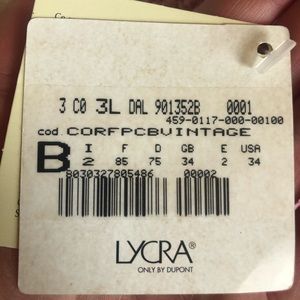 3 CO 3L DAL 901352B 0001
459-0117-000-00100
cod CORFPCBVINTAGE
B I F D GB E USA
2 85 75 34 2 34
8030327805486 00002
LYCRA®
ONLY BY DUPONT